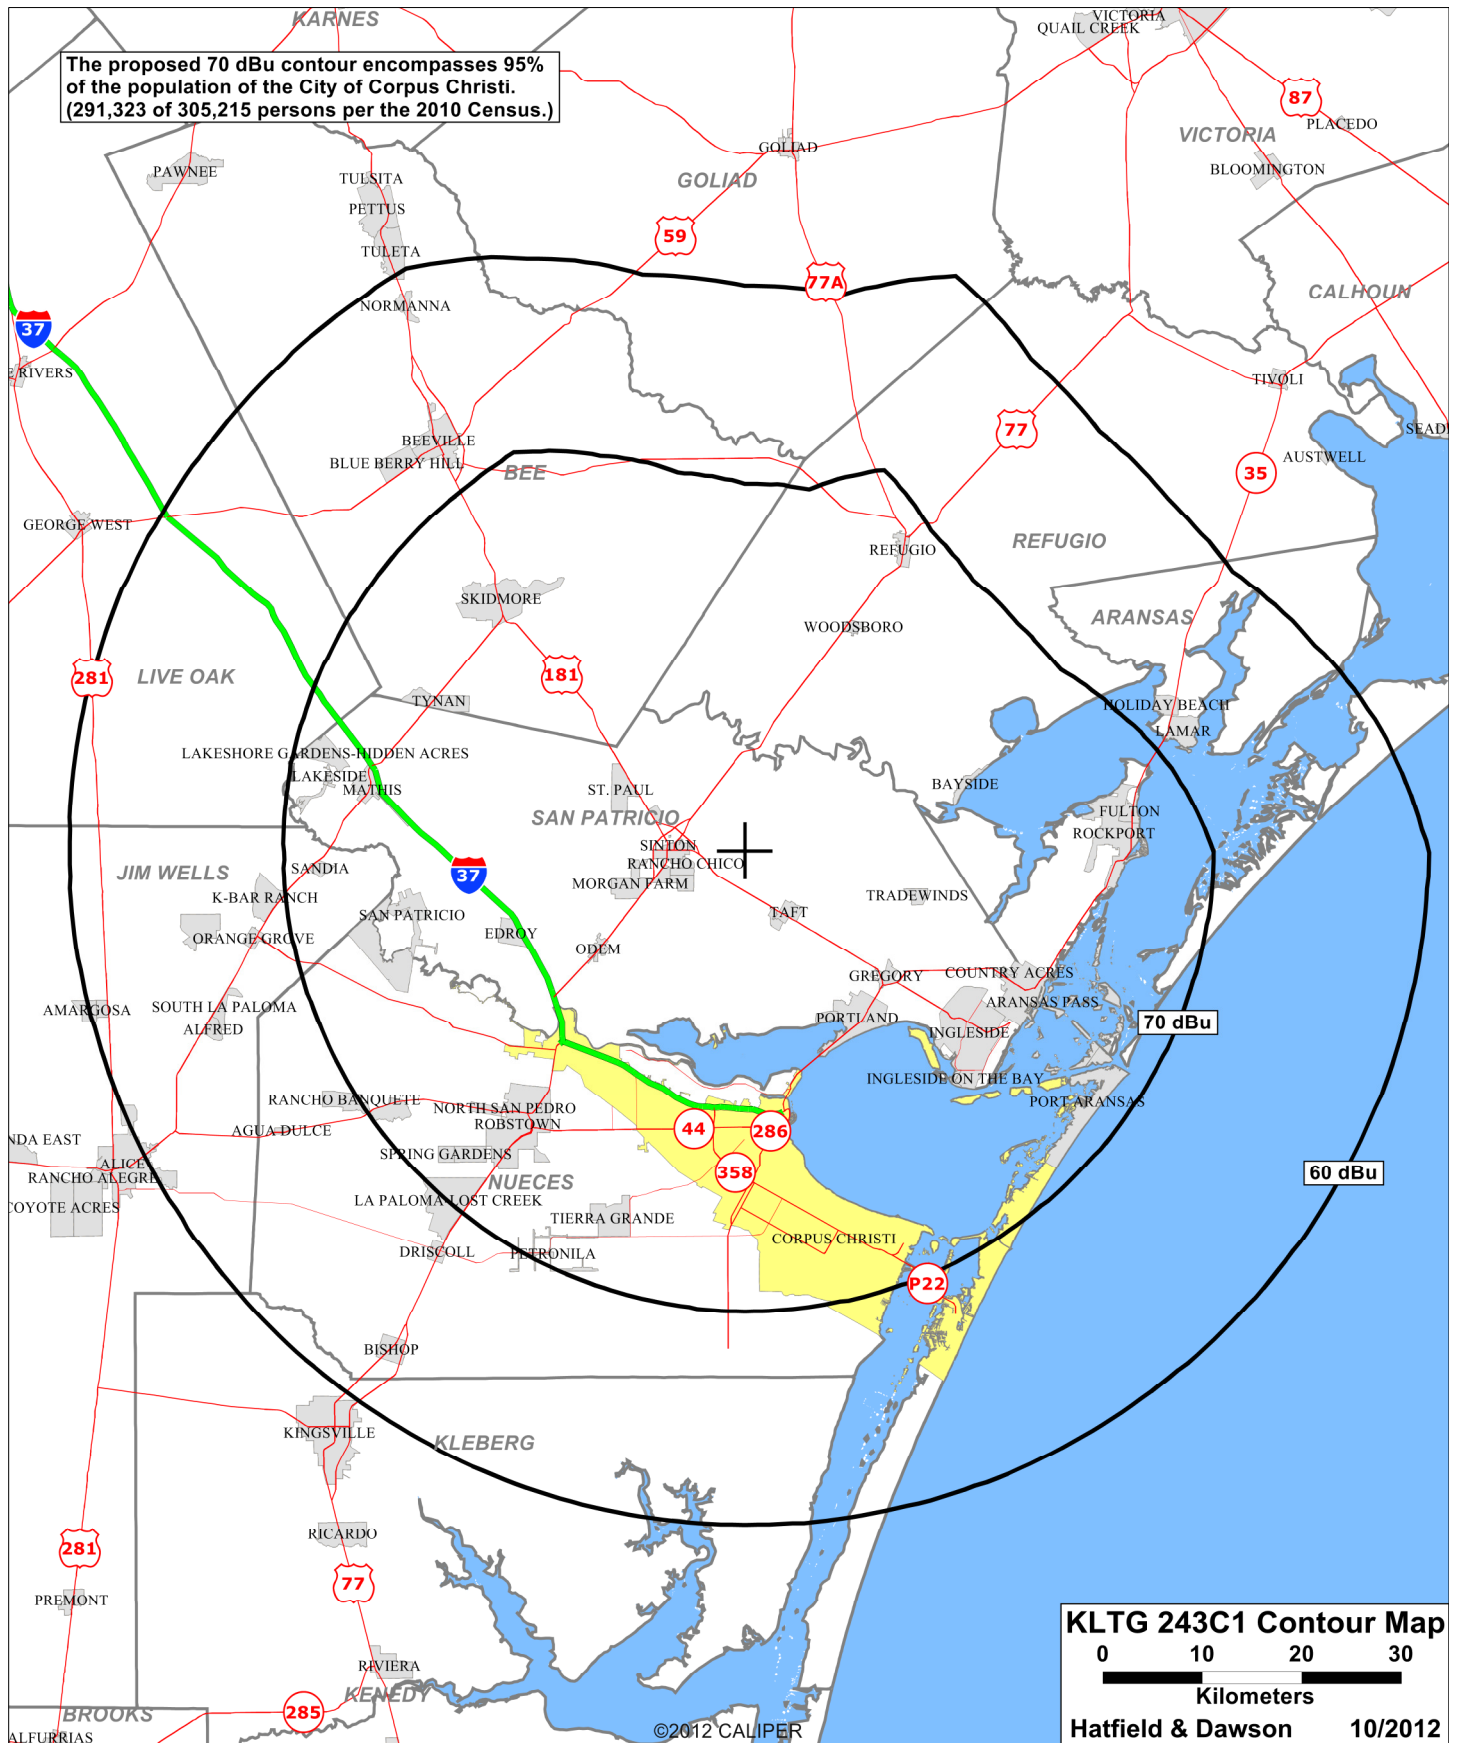 KARNES
VICTORIA
QUAIL CREEK
The proposed 70 dBu contour encompasses 95%
of the population of the City of Corpus Christi.
(291,323 of 305,215 persons per the 2010 Census.)
87
PLACEDO
VICTORIA
GOLIAD
BLOOMINGTON
PAWNEE
TULSITA
GOLIAD
PETTUS
59
TULETA
77A
CALHOUN
NORMANNA
37
E RIVERS
TIVOLI
77
SEAD
BEEVILLE
BLUE BERRY HILL
BEE
AUSTWELL
35
GEORGE WEST
REFUGIO
REFUGIO
SKIDMORE
ARANSAS
WOODSBORO
281
LIVE OAK
181
TYNAN
HOLIDAY BEACH
LAMAR
LAKESHORE GARDENS-HIDDEN ACRES
LAKESIDE
MATHIS
ST. PAUL
BAYSIDE
SAN PATRICIO
FULTON
ROCKPORT
SINTON
RANCHO CHICO
JIM WELLS
SANDIA
37
MORGAN FARM
K-BAR RANCH
TRADEWINDS
SAN PATRICIO
TAFT
ORANGE GROVE
EDROY
ODEM
GREGORY
COUNTRY ACRES
AMARGOSA
SOUTH LA PALOMA
ARANSAS PASS
ALFRED
PORTLAND
70 dBu
INGLESIDE
INGLESIDE ON THE BAY
RANCHO BANQUETE
NORTH SAN PEDRO
PORT ARANSAS
ROBSTOWN
AGUA DULCE
44
286
NDA EAST
SPRING GARDENS
ALICE
RANCHO ALEGRE
358
60 dBu
NUECES
COYOTE ACRES
LA PALOMA-LOST CREEK
TIERRA GRANDE
CORPUS CHRISTI
DRISCOLL
PETRONILA
P22
BISHOP
KINGSVILLE
KLEBERG
RICARDO
281
77
PREMONT
KLTG 243C1 Contour Map
0 10 20 30
RIVIERA
Kilometers
KENEDY
BROOKS
285
©2012 CALIPER
Hatfield & Dawson 10/2012
ALFURRIAS